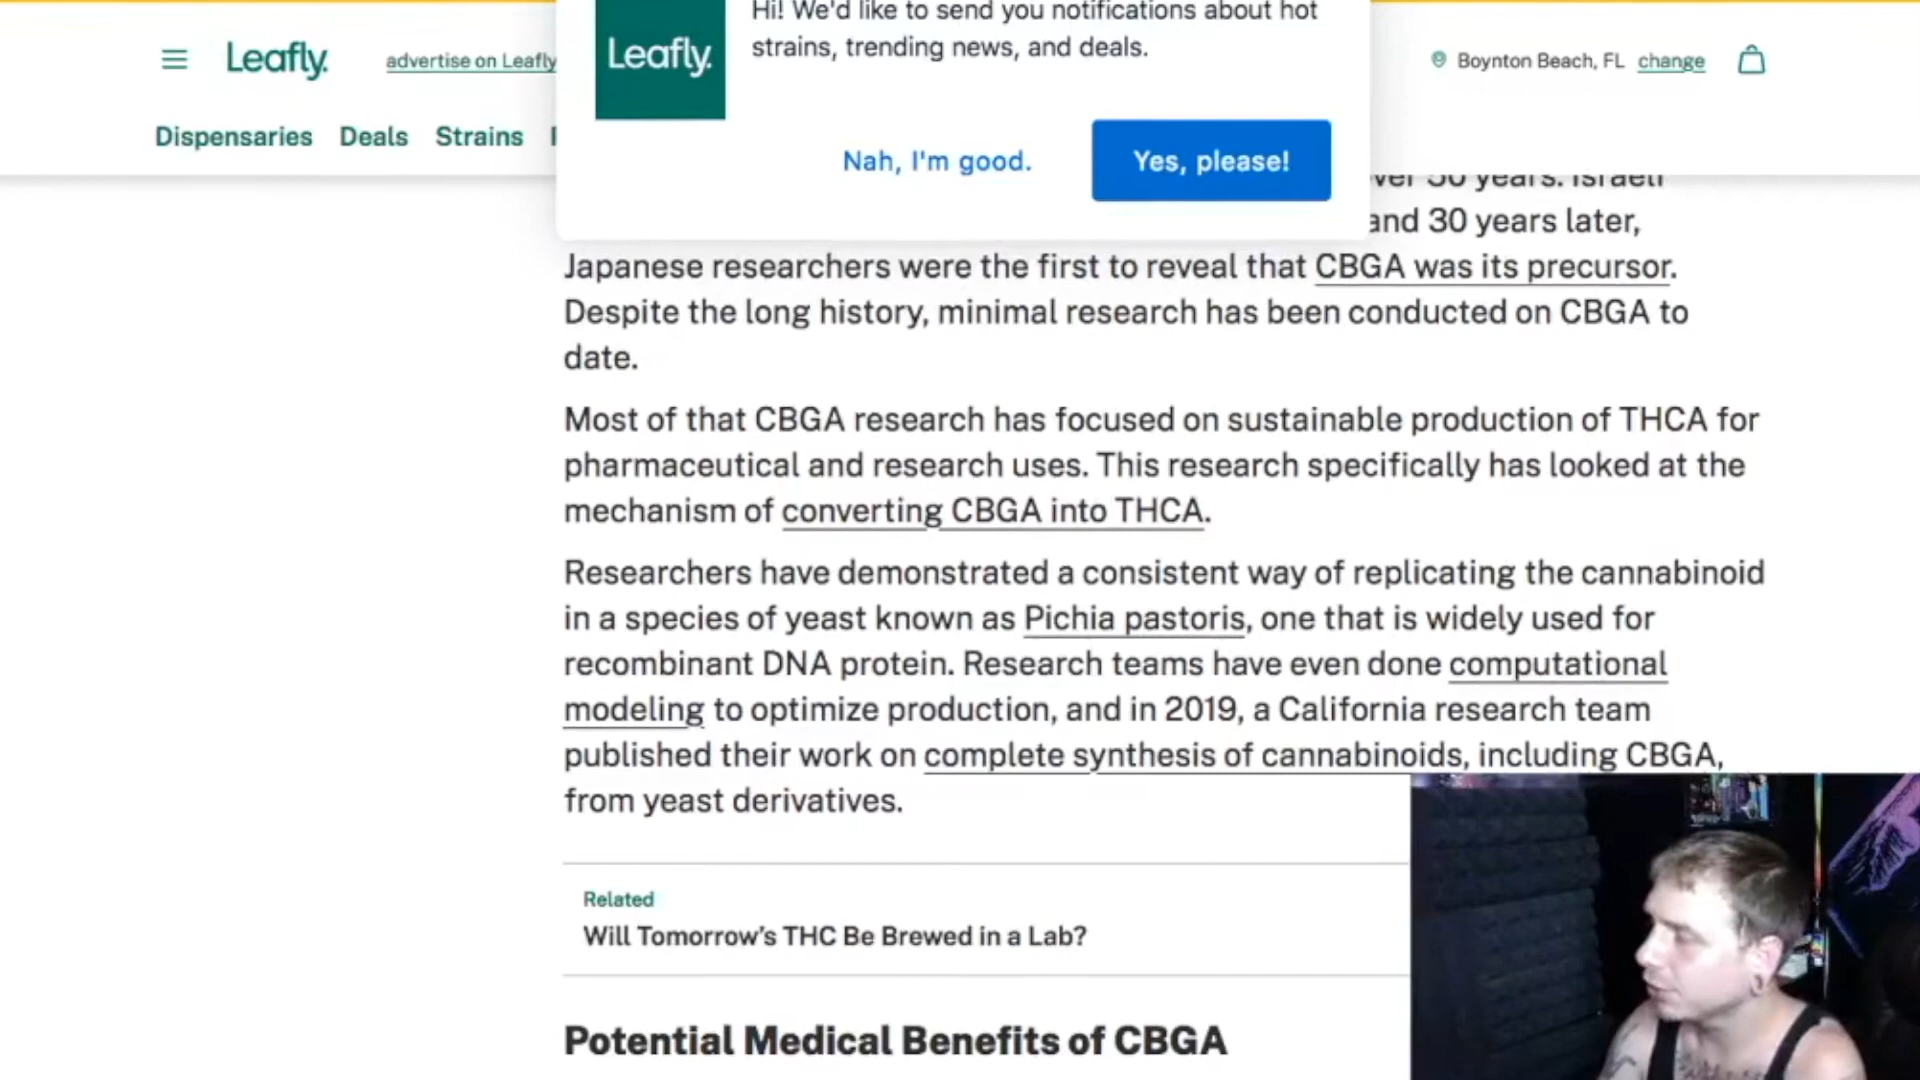 Hi! We'd like to send you notifications about hot
strains, trending news, and deals.
Leafly.
Leafly.
advertise on Leafly
Boynton Beach, FL change
Dispensaries Deals Strains
Nah, I'm good.
Yes, please!
50 years. Israeli
and 30 years later,
Japanese researchers were the first to reveal that CBGA was its precursor.
Despite the long history, minimal research has been conducted on CBGA to
date.
Most of that CBGA research has focused on sustainable production of THCA for
pharmaceutical and research uses. This research specifically has looked at the
mechanism of converting CBGA into THCA.
Researchers have demonstrated a consistent way of replicating the cannabinoid
in a species of yeast known as Pichia pastoris, one that is widely used for
recombinant DNA protein. Research teams have even done computational
modeling to optimize production, and in 2019, a California research team
published their work on complete synthesis of cannabinoids, including CBGA,
from yeast derivatives.
Related
Will Tomorrow's THC Be Brewed in a Lab?
Potential Medical Benefits of CBGA